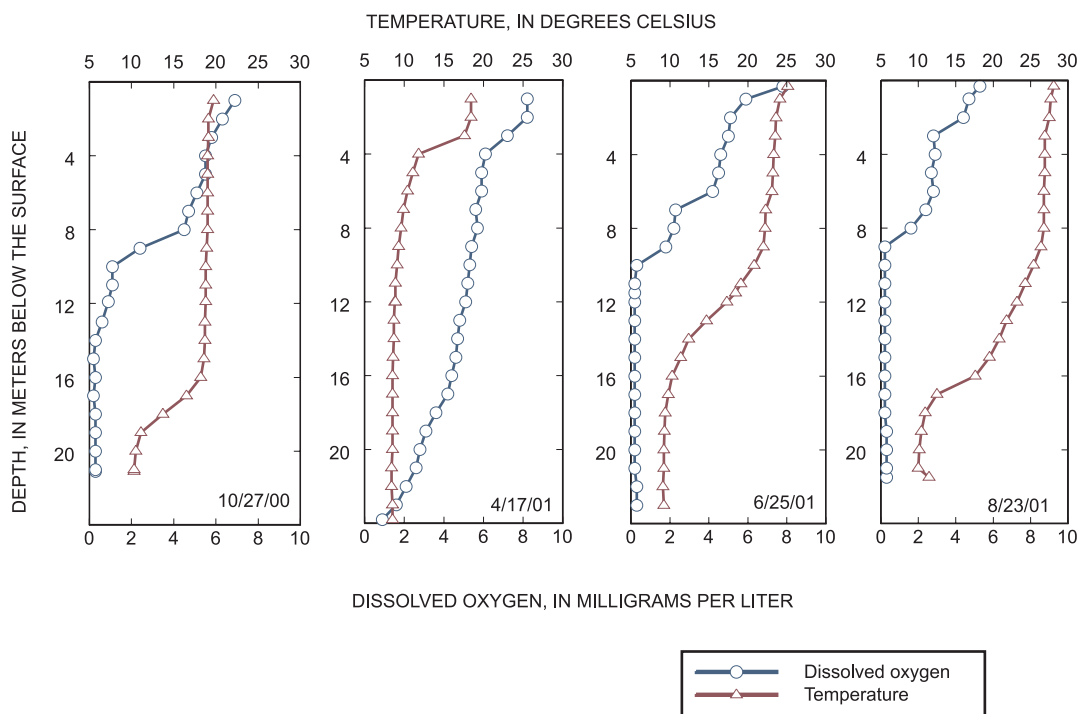 TEMPERATURE, IN DEGREES CELSIUS
5 10 15 20 25 30 5 10 15 20 25 30 5 10 15 20 25 30 5 10 15 20 25 30
DEPTH, IN METERS BELOW THE SURFACE
4 4 4 4
8 8 8 8
12 12 12 12
16 16 16 16
20 20 20 20
10/27/00 4/17/01 6/25/01 8/23/01
0 2 4 6 8 10 0 2 4 6 8 10 0 2 4 6 8 10 0 2 4 6 8 10
DISSOLVED OXYGEN, IN MILLIGRAMS PER LITER
Dissolved oxygen
Temperature